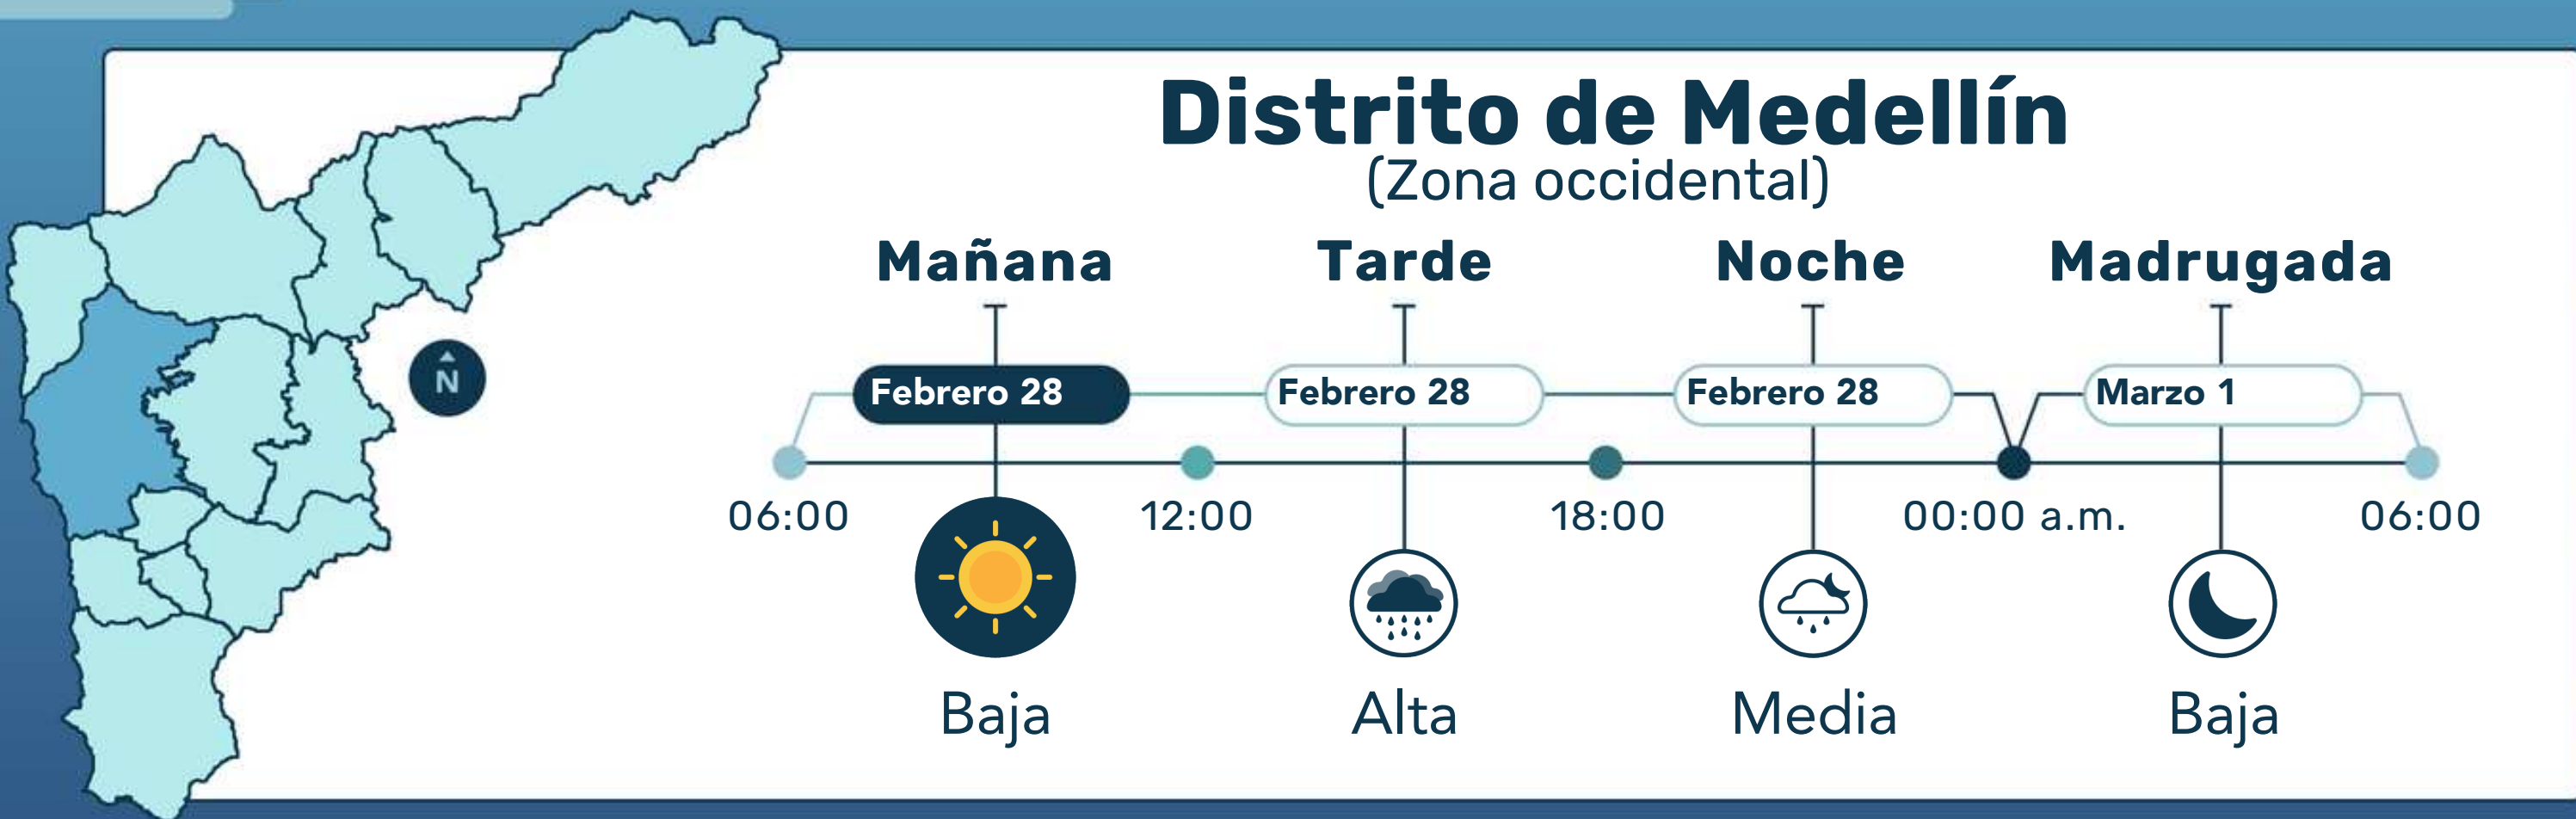 Distrito de Medellín
(Zona occidental)
Mañana Tarde Noche Madrugada
Febrero 28 Febrero 28 Febrero 28 Marzo 1
N
06:00 12:00 18:00 00:00 a.m. 06:00
Baja Alta Media Baja